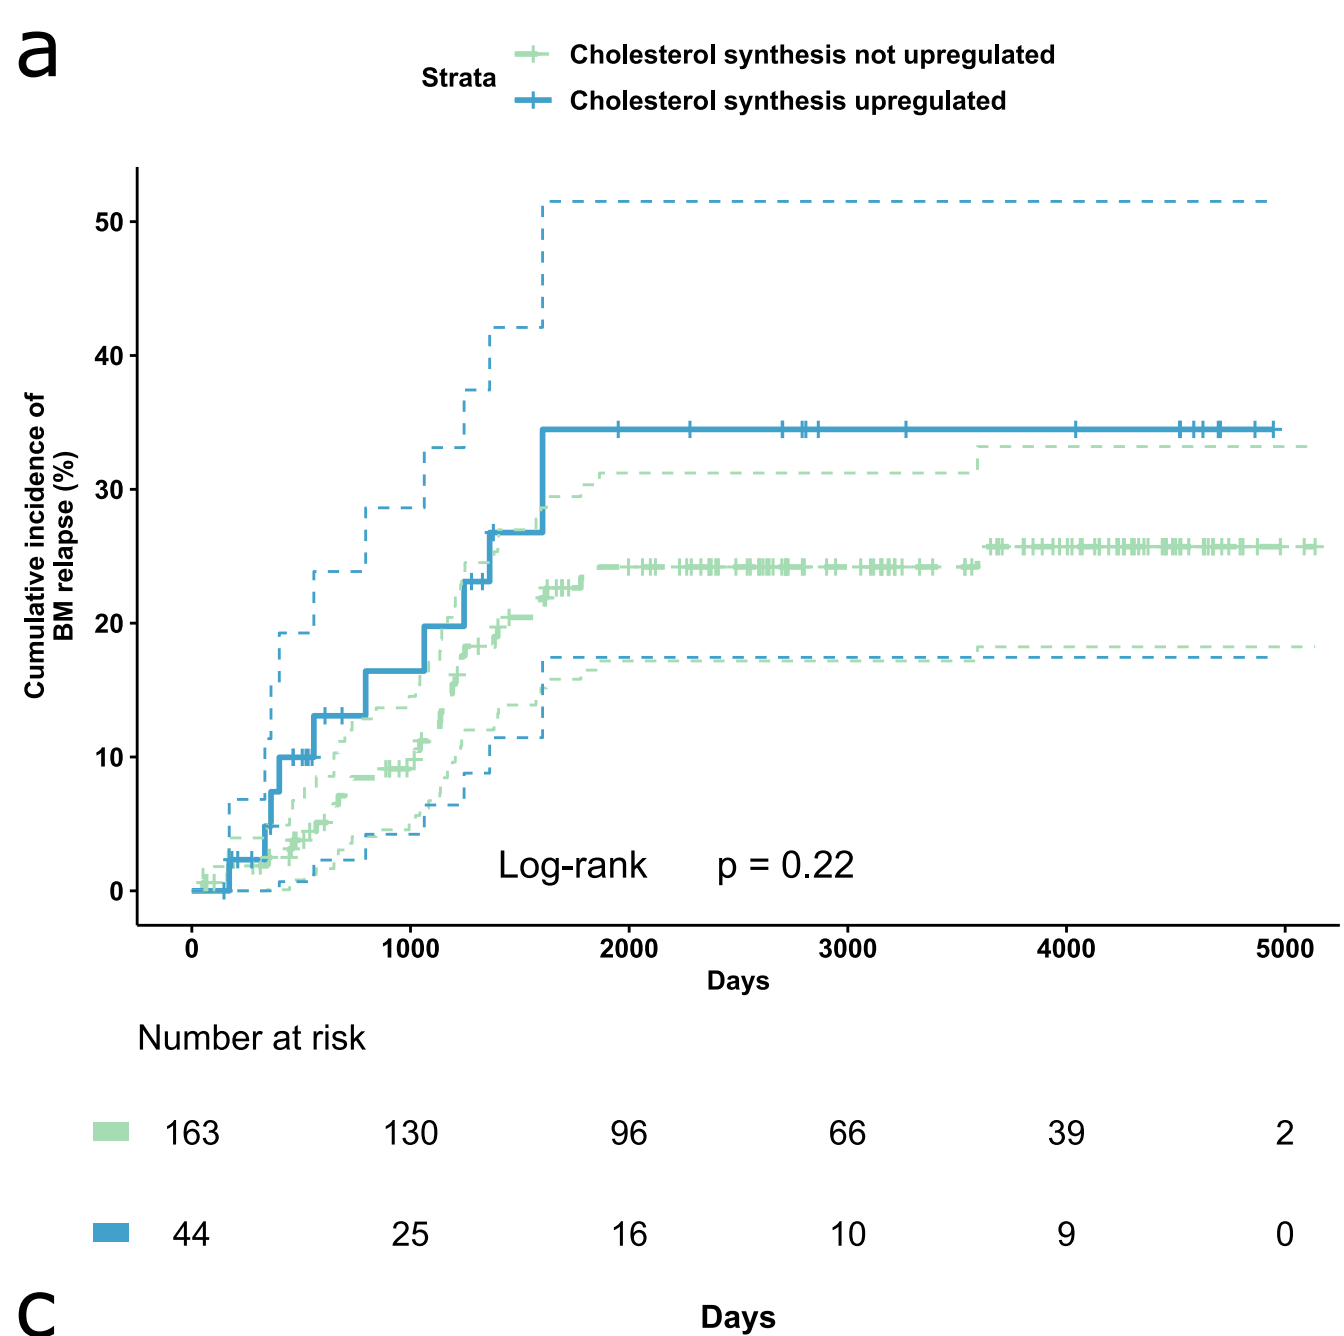 a
Strata
Cholesterol synthesis not upregulated
Cholesterol synthesis upregulated
Cumulative incidence of
BM relapse (%)
50
40
30
20
10
0
Log-rank p = 0.22
0 1000 2000 3000 4000 5000
Days
Number at risk
163 130 96 66 39 2
44 25 16 10 9 0
c
Days